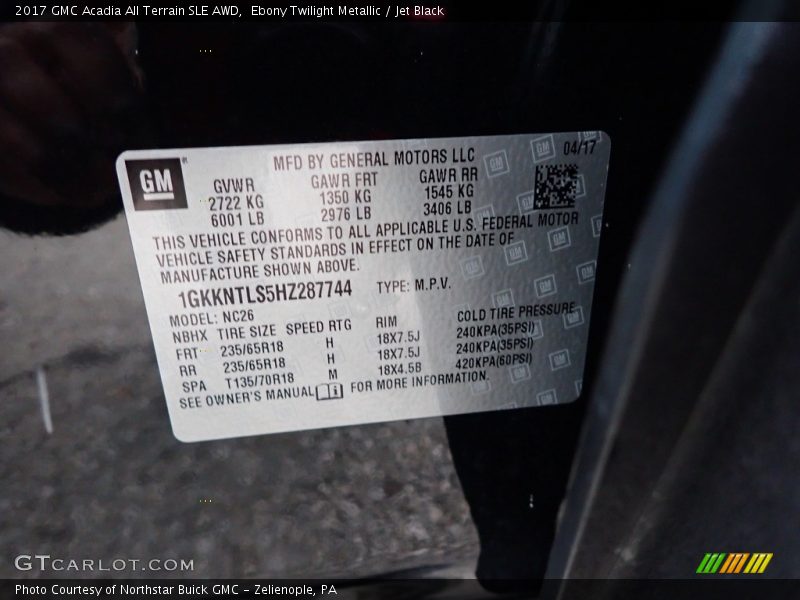 2017 GMC Acadia All Terrain SLE AWD, Ebony Twilight Metallic / Jet Black
GM
MFD BY GENERAL MOTORS LLC
04/17
GVWR GAWR FRT GAWR RR
2722 KG 1350 KG 1545 KG
6001 LB 2976 LB 3406 LB
THIS VEHICLE CONFORMS TO ALL APPLICABLE U.S. FEDERAL MOTOR
VEHICLE SAFETY STANDARDS IN EFFECT ON THE DATE OF
MANUFACTURE SHOWN ABOVE.
1GKKNTLS5HZ287744 TYPE: M.P.V.
MODEL: NC26
NBHX TIRE SIZE SPEED RTG RIM COLD TIRE PRESSURE
FRT 235/65R18 H 18X7.5J 240KPA(35PSI)
RR 235/65R18 H 18X7.5J 240KPA(35PSI)
SPA T135/70R18 M 18X4.5B 420KPA(60PSI)
SEE OWNER'S MANUAL i FOR MORE INFORMATION.
GTCARLOT.COM
Photo Courtesy of Northstar Buick GMC - Zelienople, PA